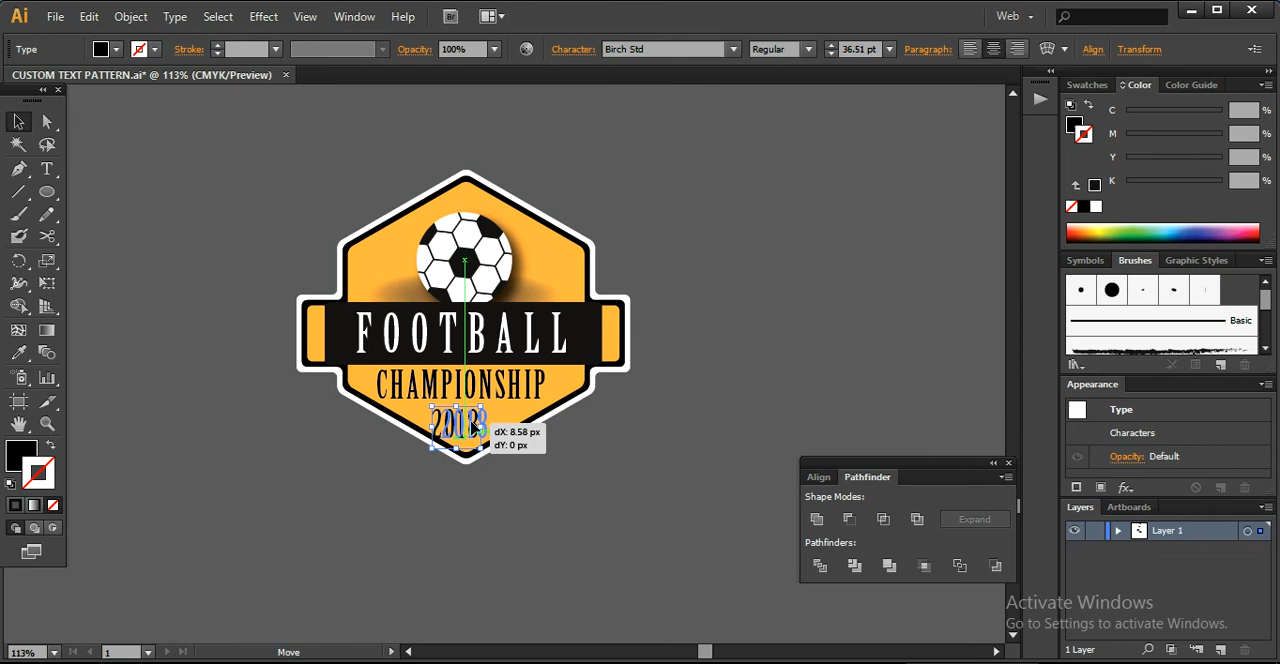 Ai File Edit Object Type Select Effect View Window Help Br Web
Type Stroke: Opacity: 100% Character: Birch Std Regular 36.51 pt Paragraph: Align Transform
CUSTOM TEXT PATTERN.ai* @ 113% (CMYK/Preview) ×
Swatches Color Color Guide
C %
M %
Y %
K %
Symbols Brushes Graphic Styles
Basic
FOOTBALL
CHAMPIONSHIP
2018
dX: 8.58 px
dY: 0 px
Appearance
Type
Characters
Opacity: Default
fx
Align Pathfinder
Shape Modes:
Expand
Pathfinders:
Layers Artboards
Layer 1
Activate Windows
Go to Settings to activate Windows.
113% 1 Move
1 Layer